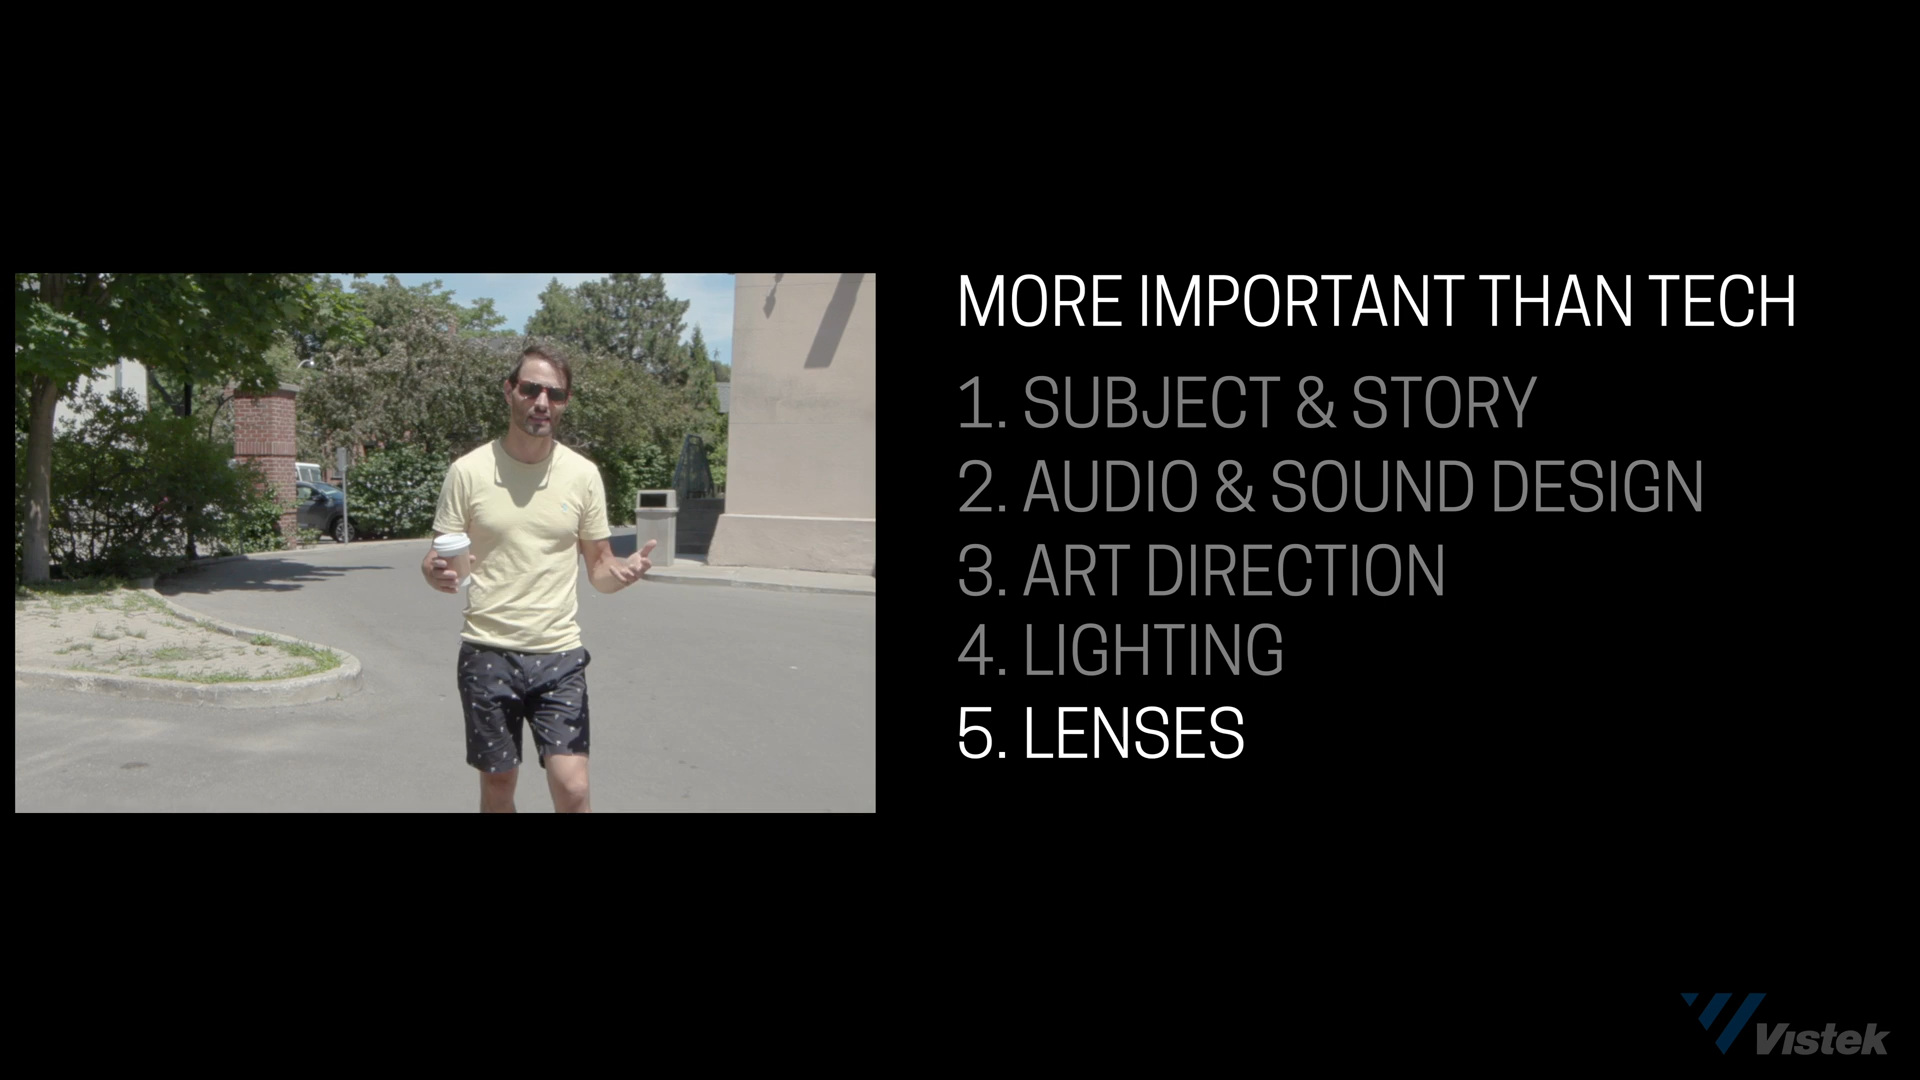 MORE IMPORTANT THAN TECH
1. SUBJECT & STORY
2. AUDIO & SOUND DESIGN
3. ART DIRECTION
4. LIGHTING
5. LENSES
Vistek